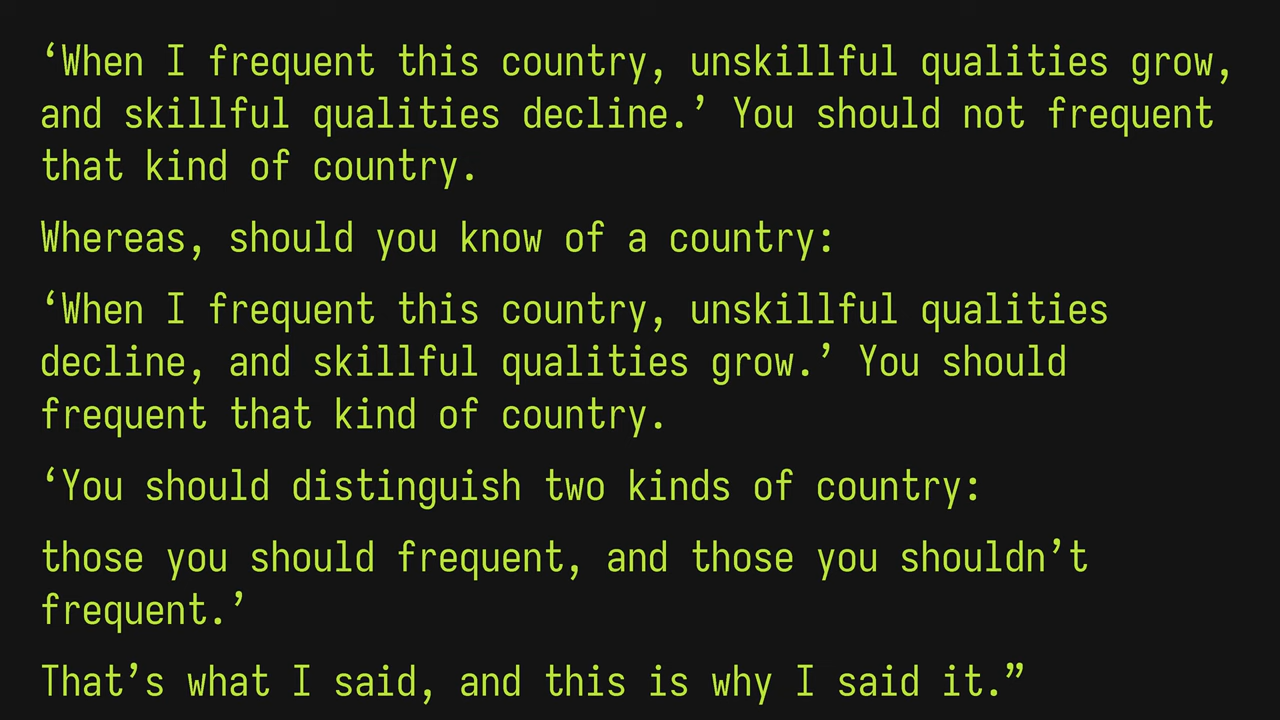 ‘When I frequent this country, unskillful qualities grow,
and skillful qualities decline.’ You should not frequent
that kind of country.
Whereas, should you know of a country:
‘When I frequent this country, unskillful qualities
decline, and skillful qualities grow.’ You should
frequent that kind of country.
‘You should distinguish two kinds of country:
those you should frequent, and those you shouldn’t
frequent.’
That’s what I said, and this is why I said it.”